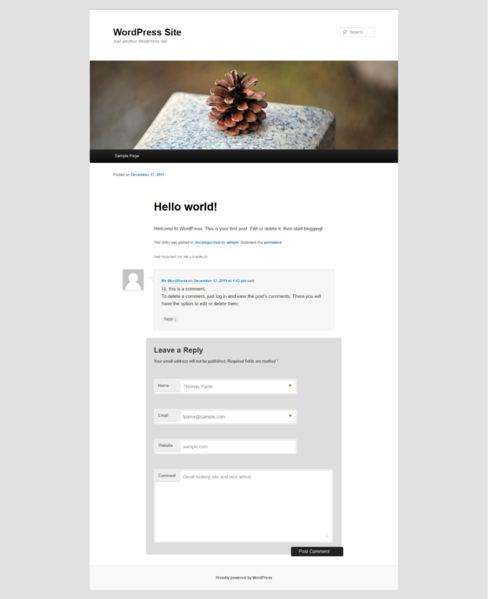 WordPress Site
Just another WordPress site
Search
Sample Page
Posted on December 17, 2011
Hello world!
Welcome to WordPress. This is your first post. Edit or delete it, then start blogging!
This entry was posted in Uncategorized by admin. Bookmark the permalink.
ONE THOUGHT ON "HELLO WORLD!"
Mr WordPress on December 17, 2011 at said:
Hi, this is a comment.
To delete a comment, just log in and view the post's comments. There you will
have the option to edit or delete them.
Reply ↓
Leave a Reply
Your email address will not be published. Required fields are marked *
Name Thomas Paine *
Email tpaine@sample.com *
Website sample.com
Comment Great looking site and nice article.
Post Comment
Proudly powered by WordPress